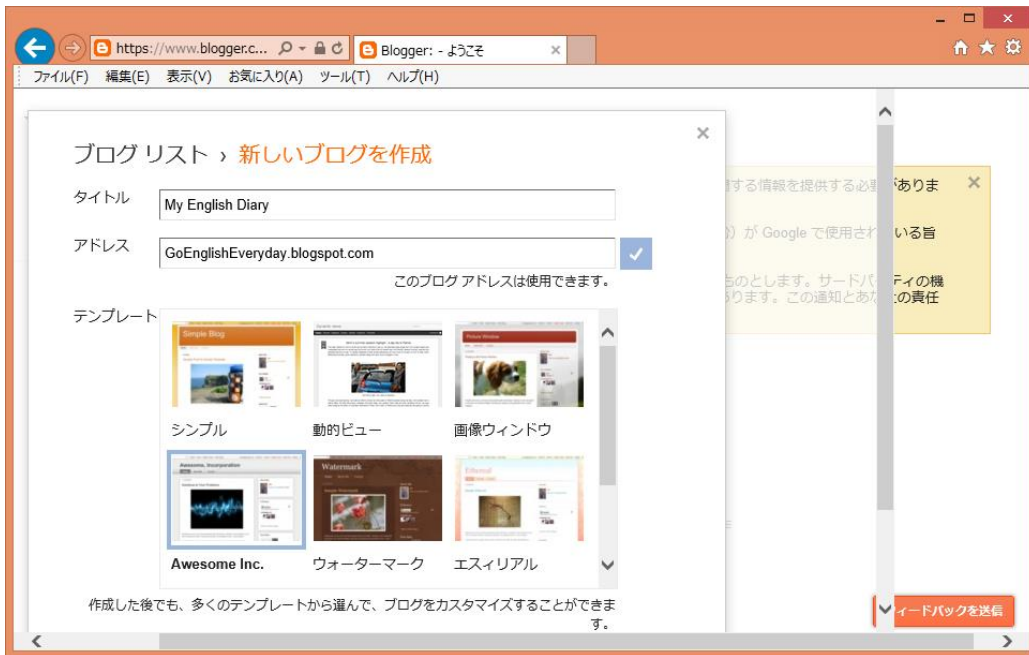 https://www.blogger.c...
Blogger: - ようこそ
ファイル(F) 編集(E) 表示(V) お気に入り(A) ツール(T) ヘルプ(H)
ブログ リスト › 新しいブログを作成
タイトル
My English Diary
アドレス
GoEnglishEveryday.blogspot.com
このブログ アドレスは使用できます。
テンプレート
Simple Blog
Picture Window
シンプル
動的ビュー
画像ウィンドウ
Awesome, Incorporation
Watermark
Ethereal
Awesome Inc.
ウォーターマーク
エスィリアル
作成した後でも、多くのテンプレートから選んで、ブログをカスタマイズすることができま
す。
する情報を提供する必要がありま
が Google で使用されている旨
ものとします。サードパーティの機
ります。この通知とあなたの責任
ィードバックを送信